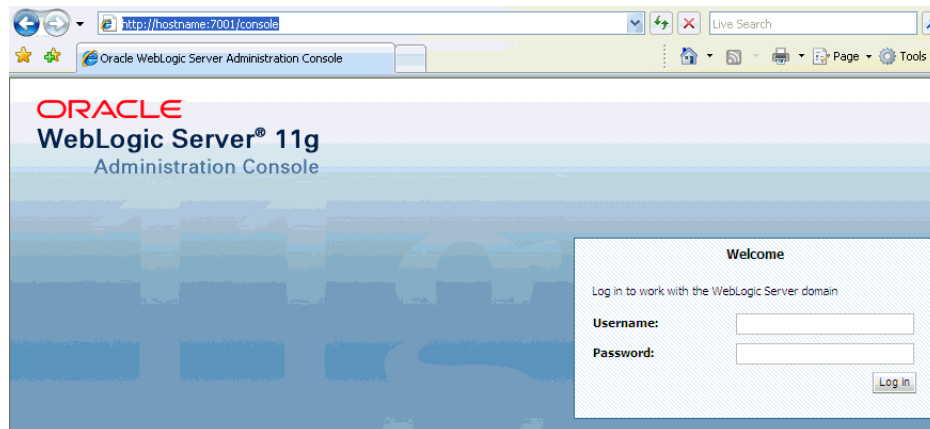 http://hostname:7001/console
Live Search
Oracle WebLogic Server Administration Console
Page
Tools
ORACLE
WebLogic Server® 11g
Administration Console
Welcome
Log in to work with the WebLogic Server domain
Username:
Password:
Log In